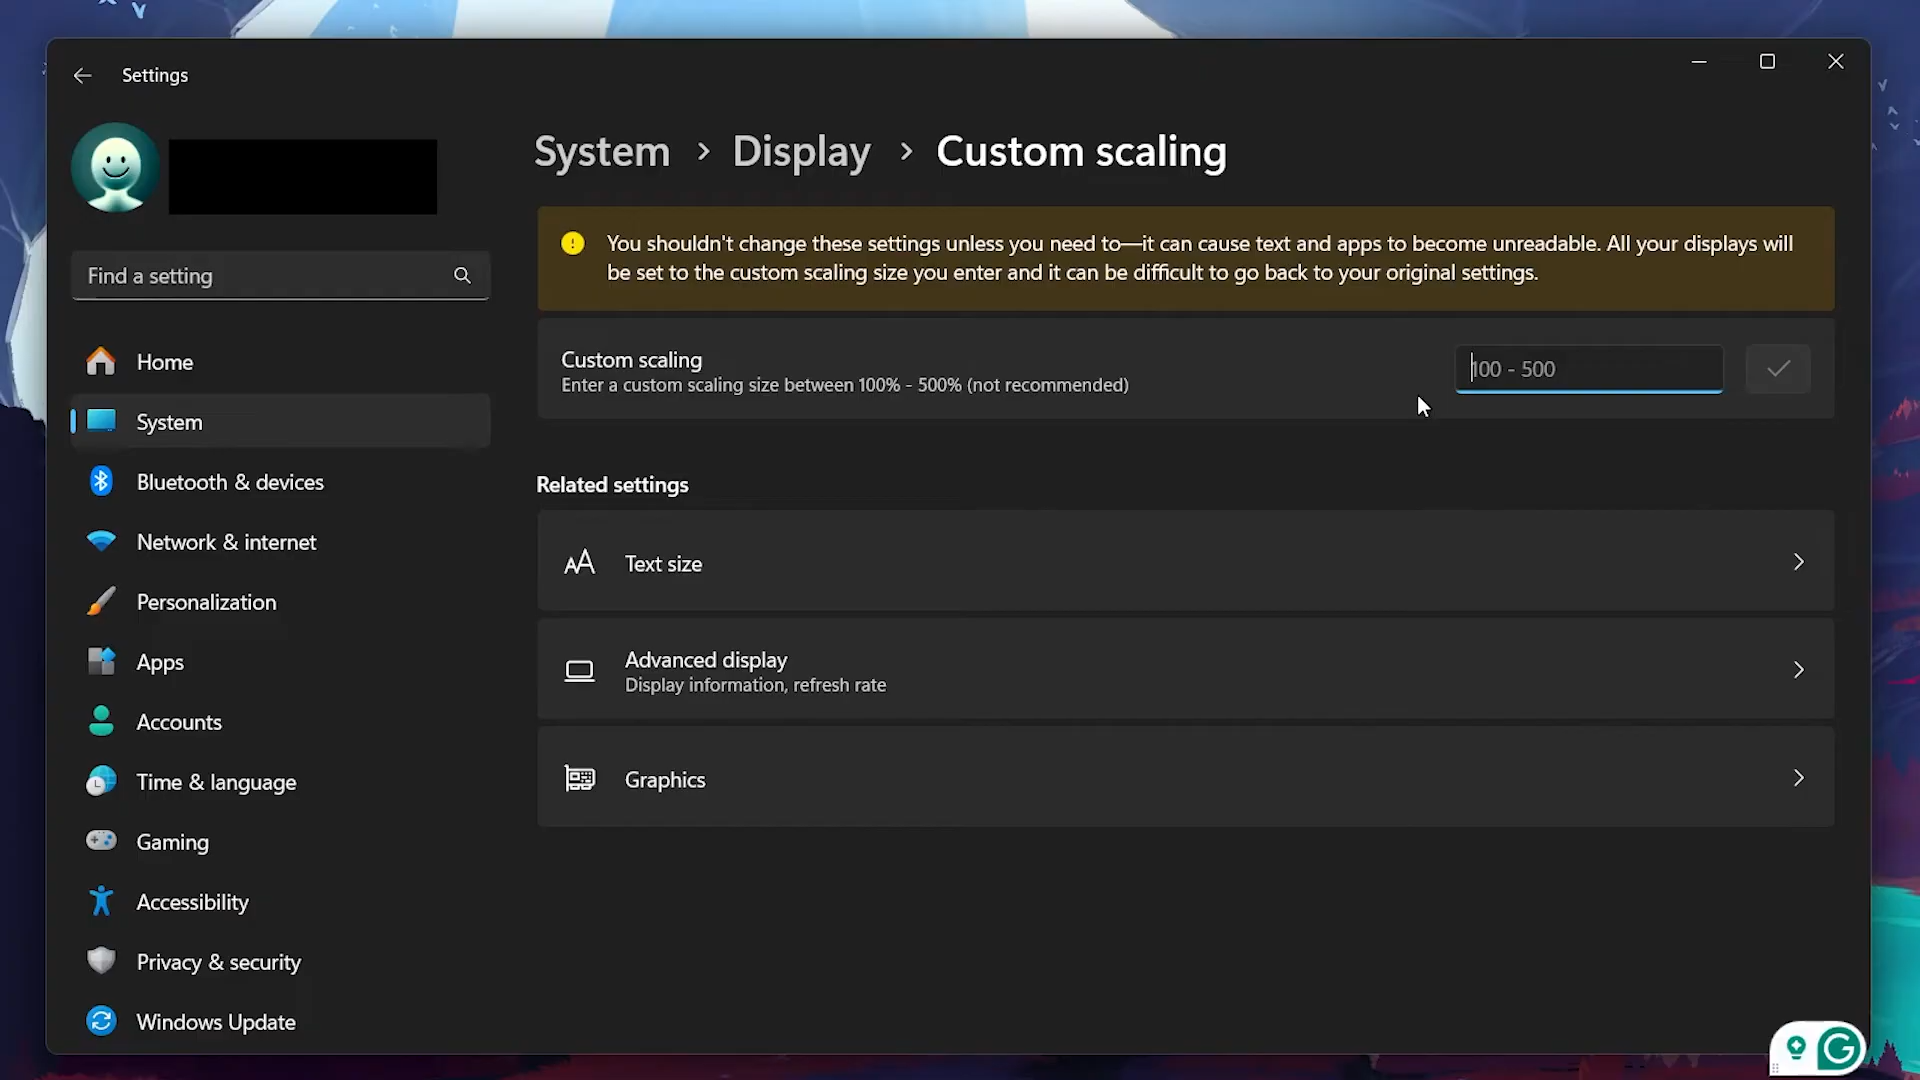 Settings
System > Display > Custom scaling
You shouldn't change these settings unless you need to—it can cause text and apps to become unreadable. All your displays will
be set to the custom scaling size you enter and it can be difficult to go back to your original settings.
Find a setting
Custom scaling
Enter a custom scaling size between 100% - 500% (not recommended)
100 - 500
Home
System
Bluetooth & devices
Network & internet
Personalization
Apps
Accounts
Time & language
Gaming
Accessibility
Privacy & security
Windows Update
Related settings
Text size
Advanced display
Display information, refresh rate
Graphics